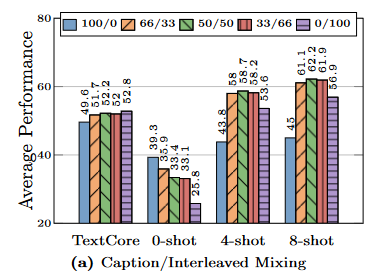 80
100/0 66/33 50/50 33/66 0/100
Average Performance
60
40
20
49.6 51.7 52.2 52 52.8
39.3 35.9 33.4 33.1 25.8
43.8 58 58.7 58.2 53.6
45 61.1 62.2 61.9 56.9
TextCore 0-shot 4-shot 8-shot
(a) Caption/Interleaved Mixing